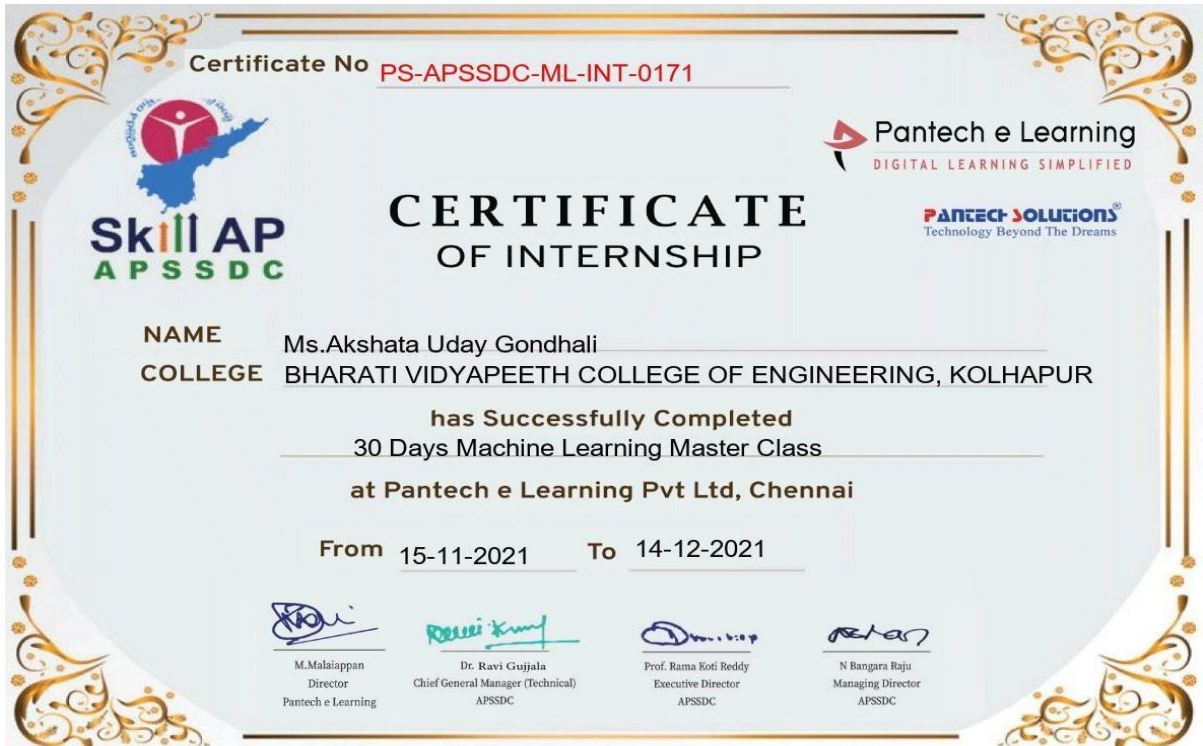 Certificate No PS-APSSDC-ML-INT-0171
Skill AP
APSSDC
Pantech e Learning
DIGITAL LEARNING SIMPLIFIED
PANTECH SOLUTIONS®
Technology Beyond The Dreams
CERTIFICATE
OF INTERNSHIP
NAME Ms.Akshata Uday Gondhali
COLLEGE BHARATI VIDYAPEETH COLLEGE OF ENGINEERING, KOLHAPUR
has Successfully Completed
30 Days Machine Learning Master Class
at Pantech e Learning Pvt Ltd, Chennai
From 15-11-2021 To 14-12-2021
M.Malaiappan
Director
Pantech e Learning
Dr. Ravi Gujjala
Chief General Manager (Technical)
APSSDC
Prof. Rama Koti Reddy
Executive Director
APSSDC
N Bangara Raju
Managing Director
APSSDC